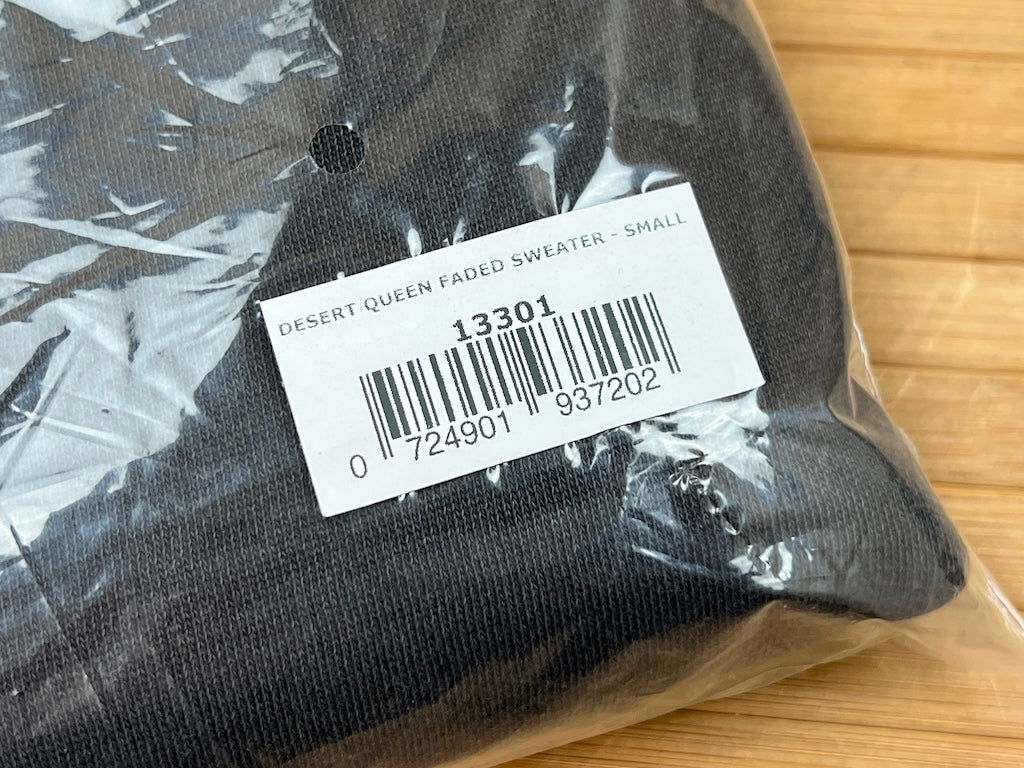 DESERT QUEEN FADED SWEATER - SMALL
13301
0 724901 937202